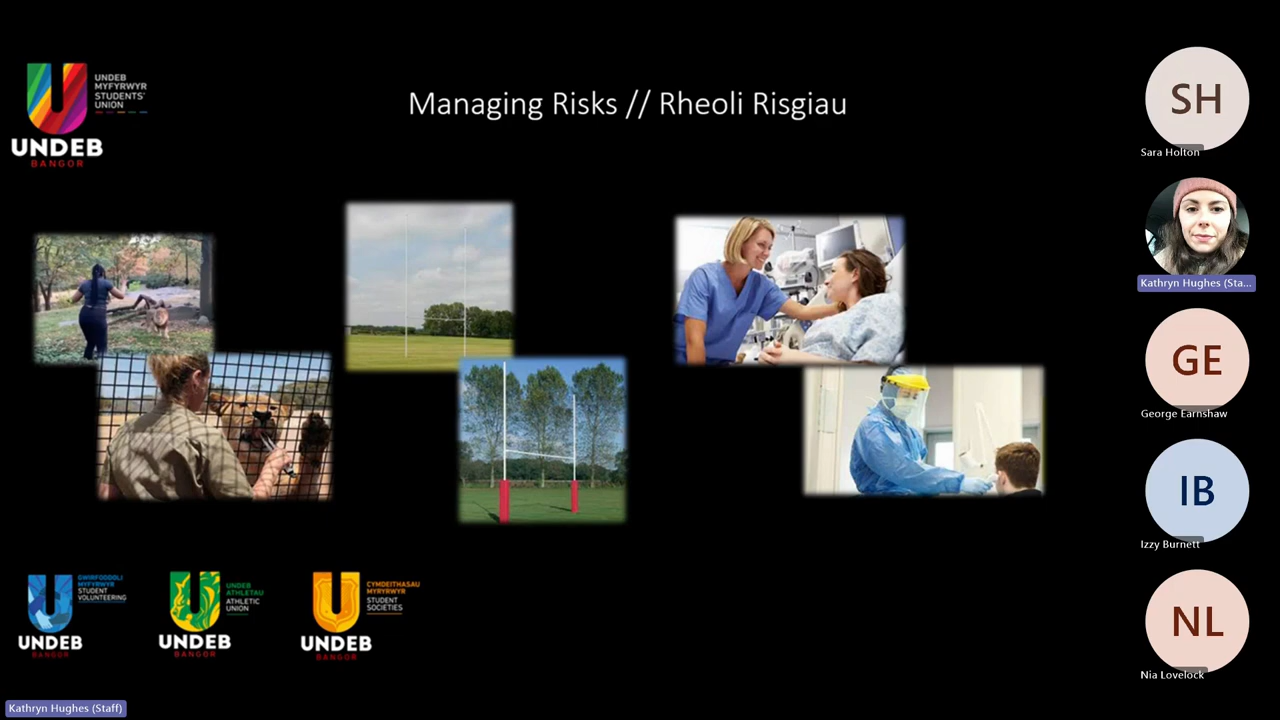 UNDEB
MYFYRWYR
STUDENTS'
UNION
UNDEB
BANGOR
Managing Risks // Rheoli Risgiau
GWIRFODDOLI
MYFYRWYR
STUDENT
VOLUNTEERING
UNDEB
BANGOR
UNDEB
ATHLETAU
ATHLETIC
UNION
UNDEB
BANGOR
CYMDEITHASAU
MYRYRWYR
STUDENT
SOCIETIES
UNDEB
BANGOR
Kathryn Hughes (Staff)
SH
Sara Holton
Kathryn Hughes (Sta...
GE
George Earnshaw
IB
Izzy Burnett
NL
Nia Lovelock